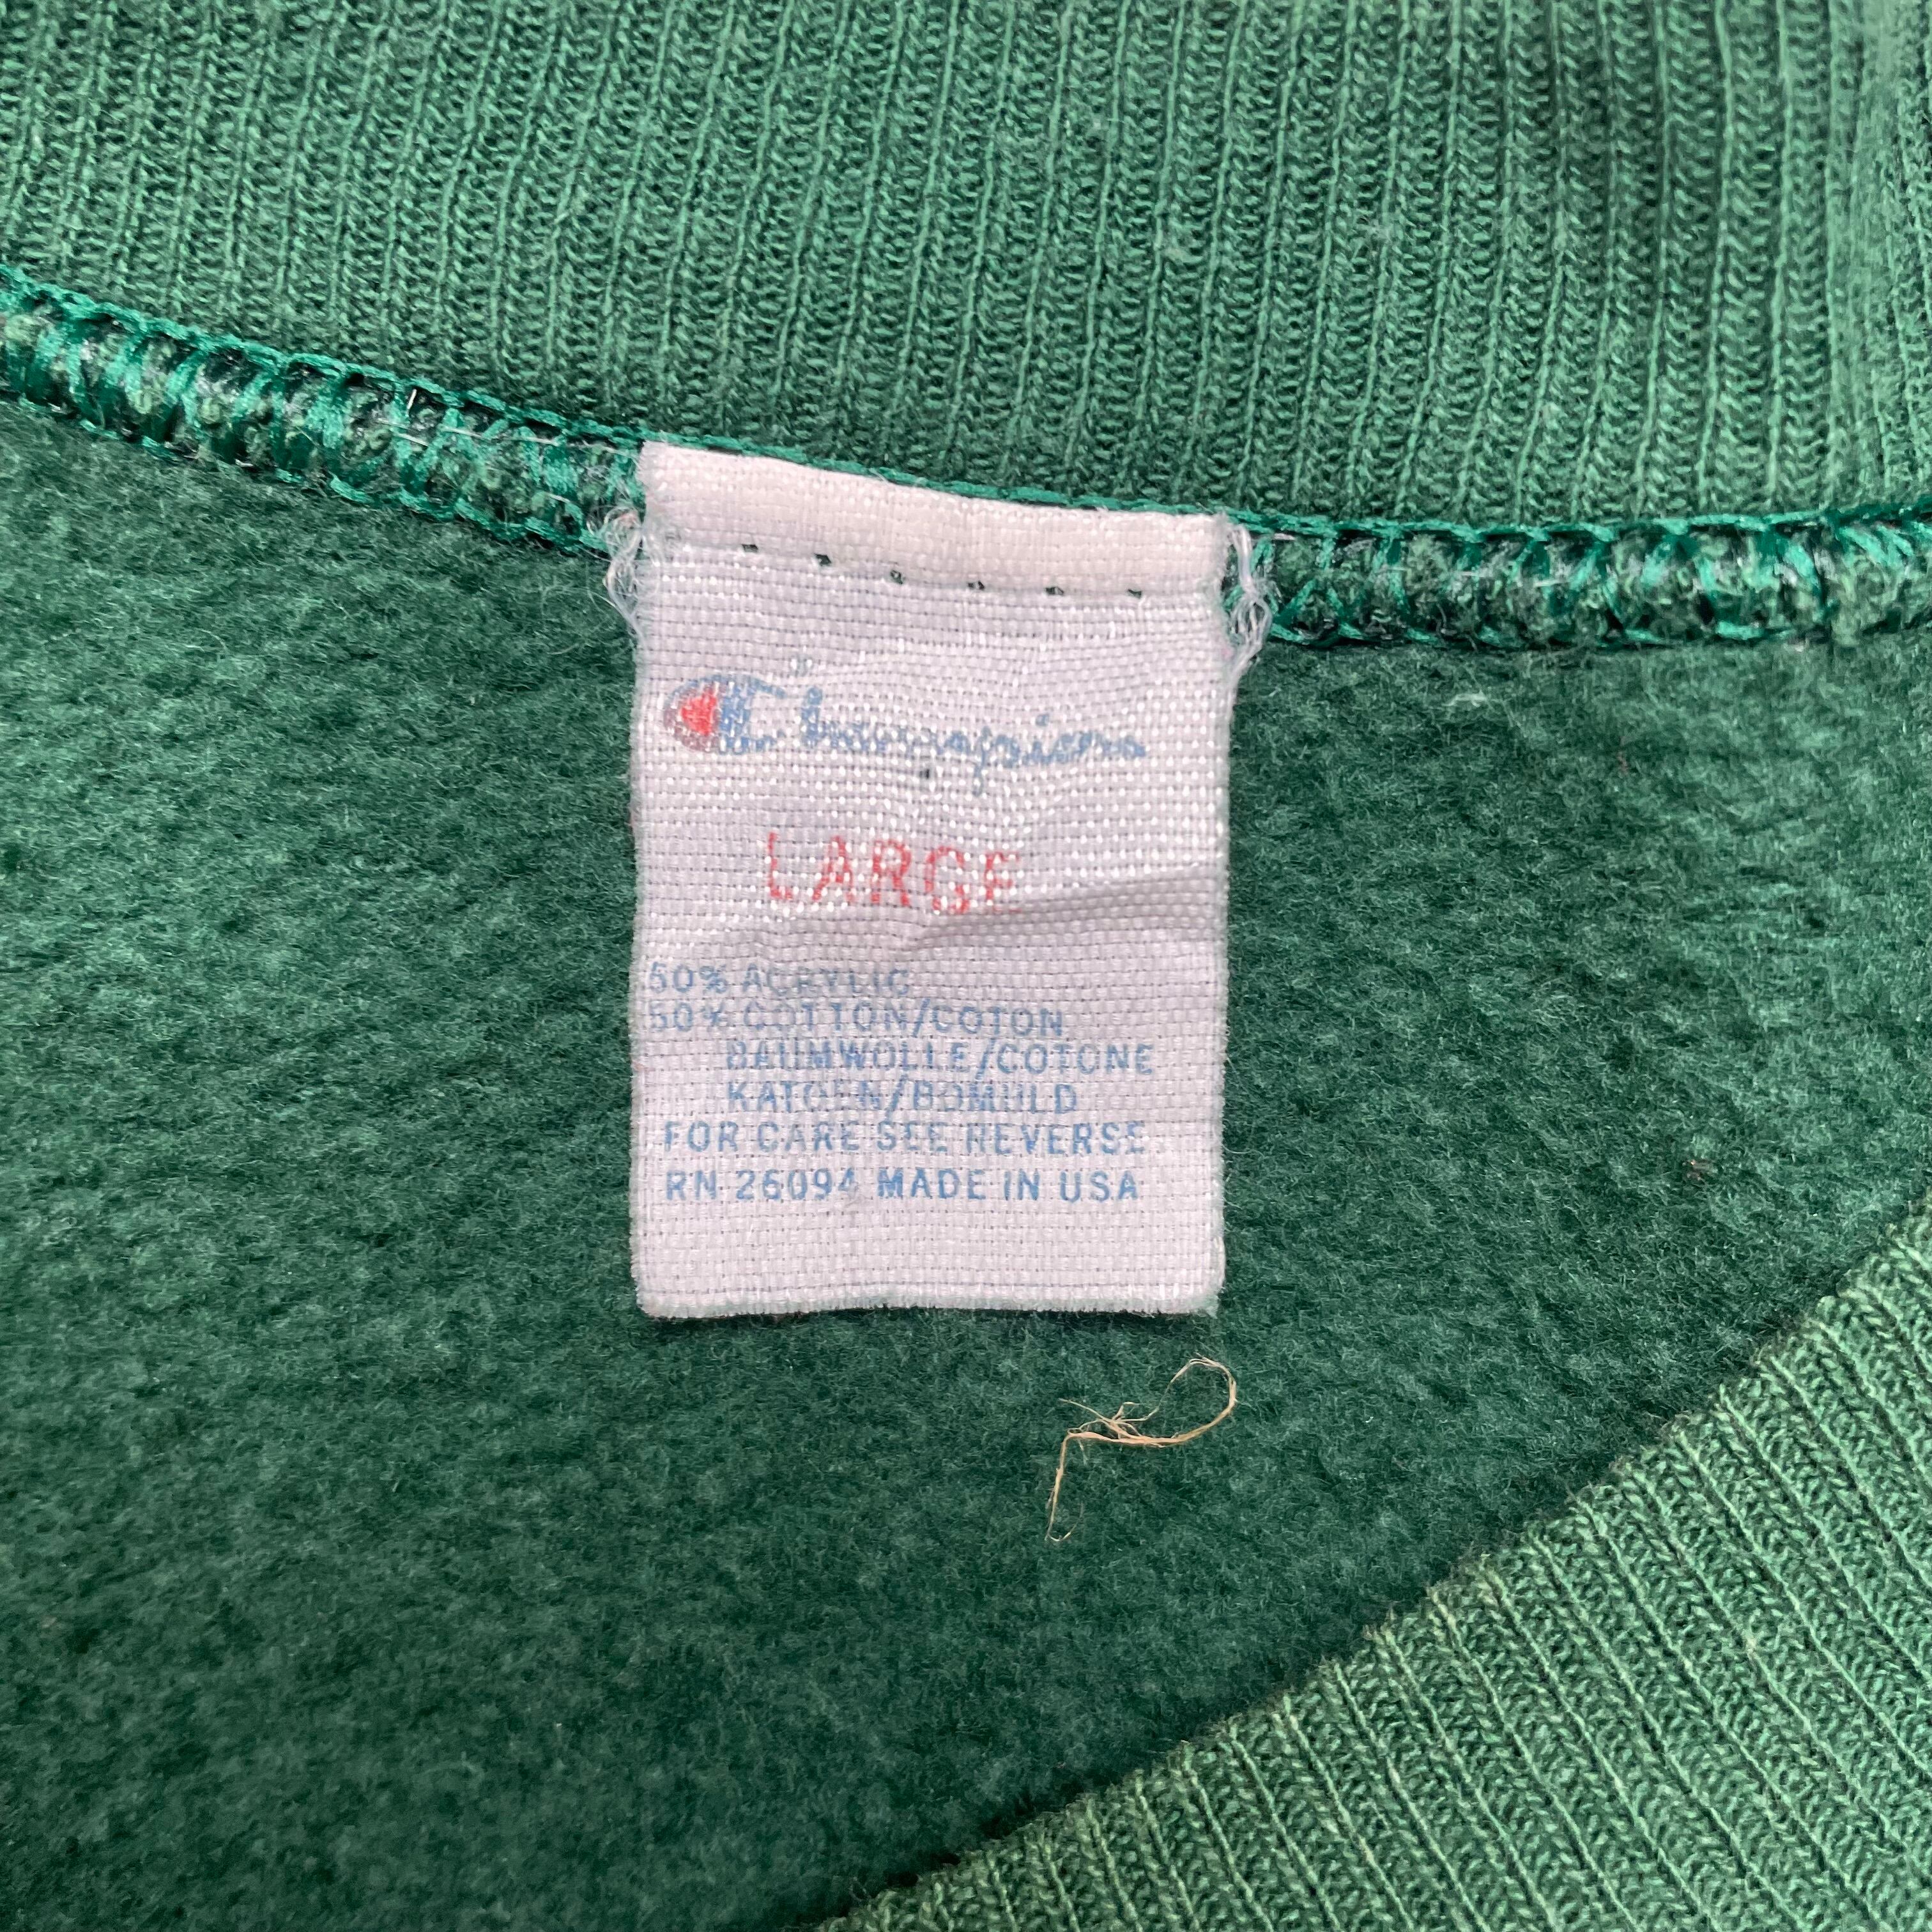 Champion
LARGE
50% ACRYLIC
50% COTTON/COTON
BAUMWOLLE/COTONE
KATOEN/BOMULD
FOR CARE SEE REVERSE
RN 26094 MADE IN USA